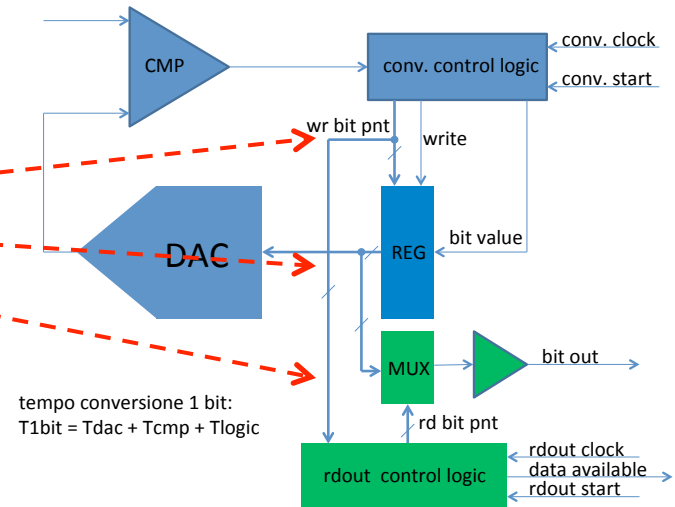 CMP
conv. control logic
conv. clock
conv. start
wr bit pnt
write
DAC
REG
bit value
MUX
bit out
tempo conversione 1 bit:
T1bit = Tdac + Tcmp + Tlogic
rd bit pnt
rdout  control logic
rdout clock
data available
rdout start